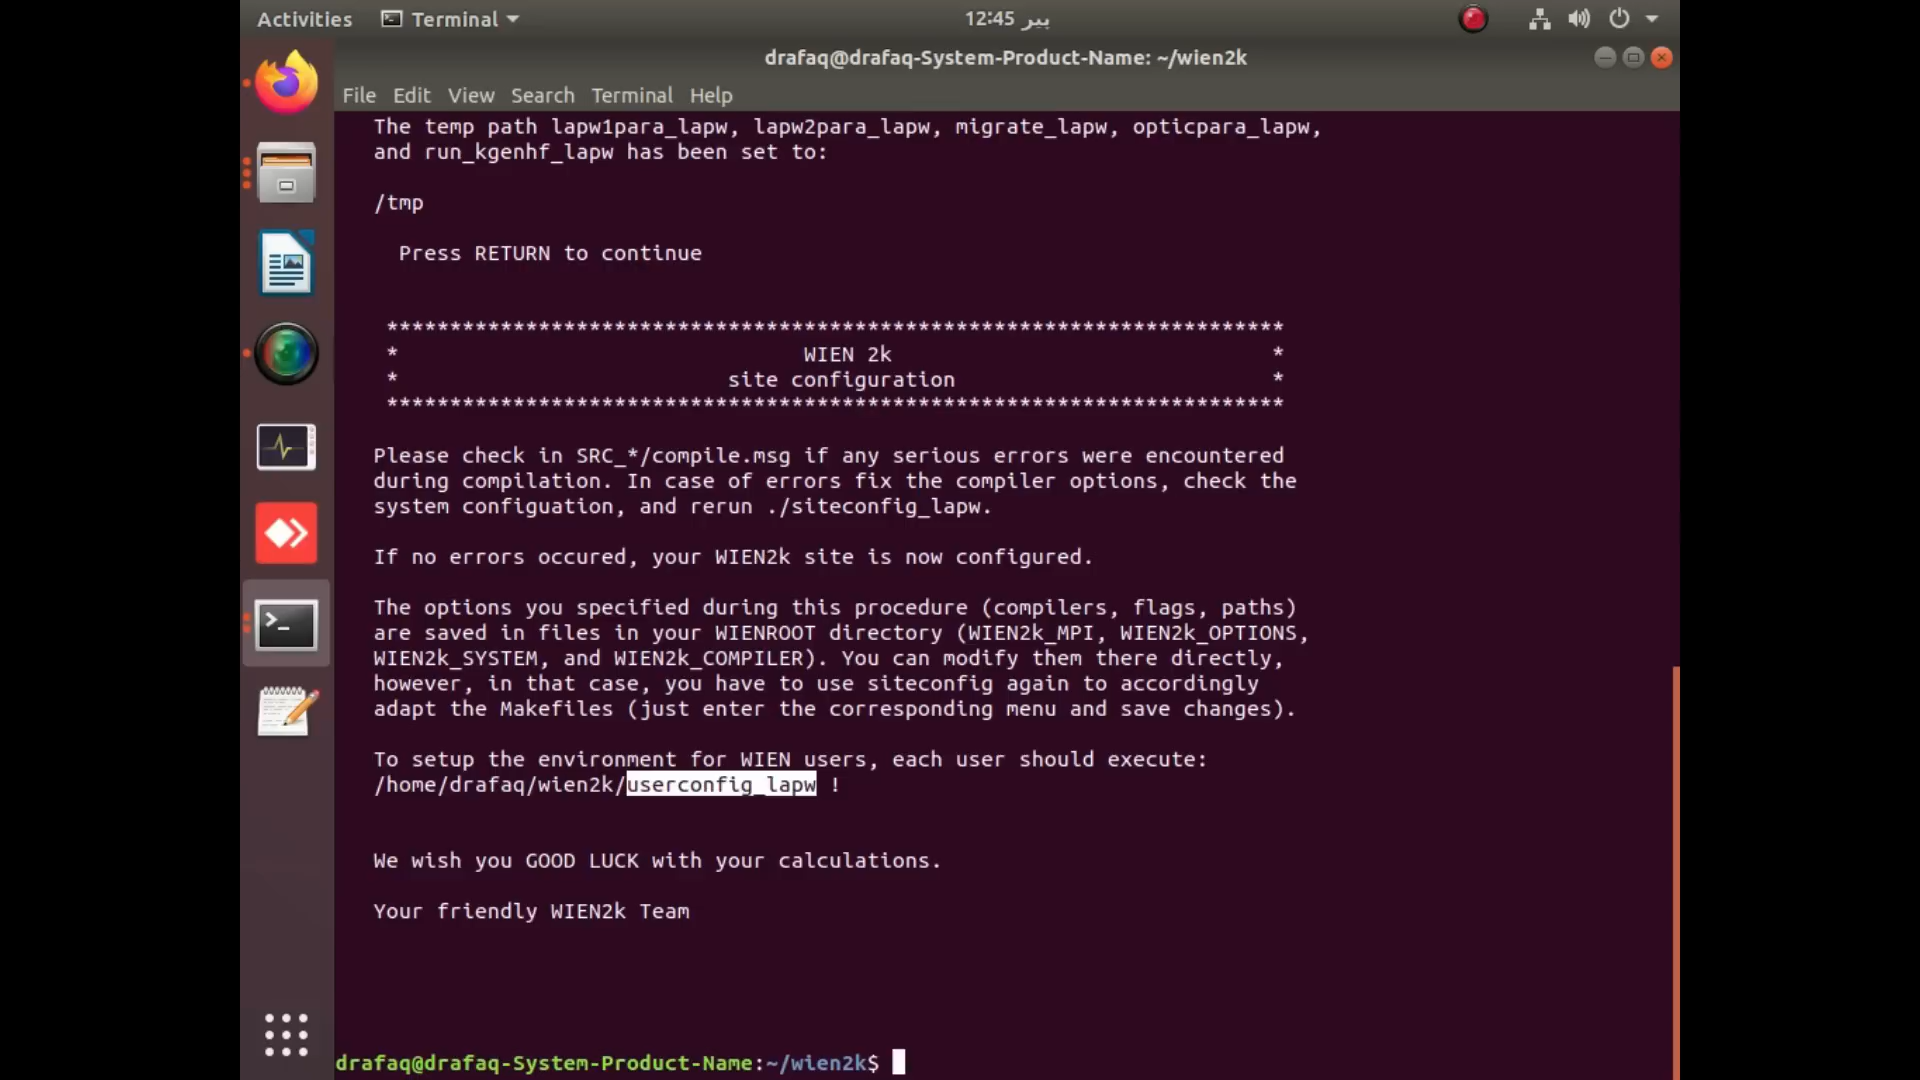 Activities
Terminal
پیر 12:45
drafaq@drafaq-System-Product-Name: ~/wien2k
File Edit View Search Terminal Help
The temp path lapw1para_lapw, lapw2para_lapw, migrate_lapw, opticpara_lapw,
and run_kgenhf_lapw has been set to:
/tmp
Press RETURN to continue
***********************************************************************
* WIEN 2k *
* site configuration *
***********************************************************************
Please check in SRC_*/compile.msg if any serious errors were encountered
during compilation. In case of errors fix the compiler options, check the
system configuation, and rerun ./siteconfig_lapw.
If no errors occured, your WIEN2k site is now configured.
The options you specified during this procedure (compilers, flags, paths)
are saved in files in your WIENROOT directory (WIEN2k_MPI, WIEN2k_OPTIONS,
WIEN2k_SYSTEM, and WIEN2k_COMPILER). You can modify them there directly,
however, in that case, you have to use siteconfig again to accordingly
adapt the Makefiles (just enter the corresponding menu and save changes).
To setup the environment for WIEN users, each user should execute:
/home/drafaq/wien2k/userconfig_lapw !
We wish you GOOD LUCK with your calculations.
Your friendly WIEN2k Team
drafaq@drafaq-System-Product-Name:~/wien2k$